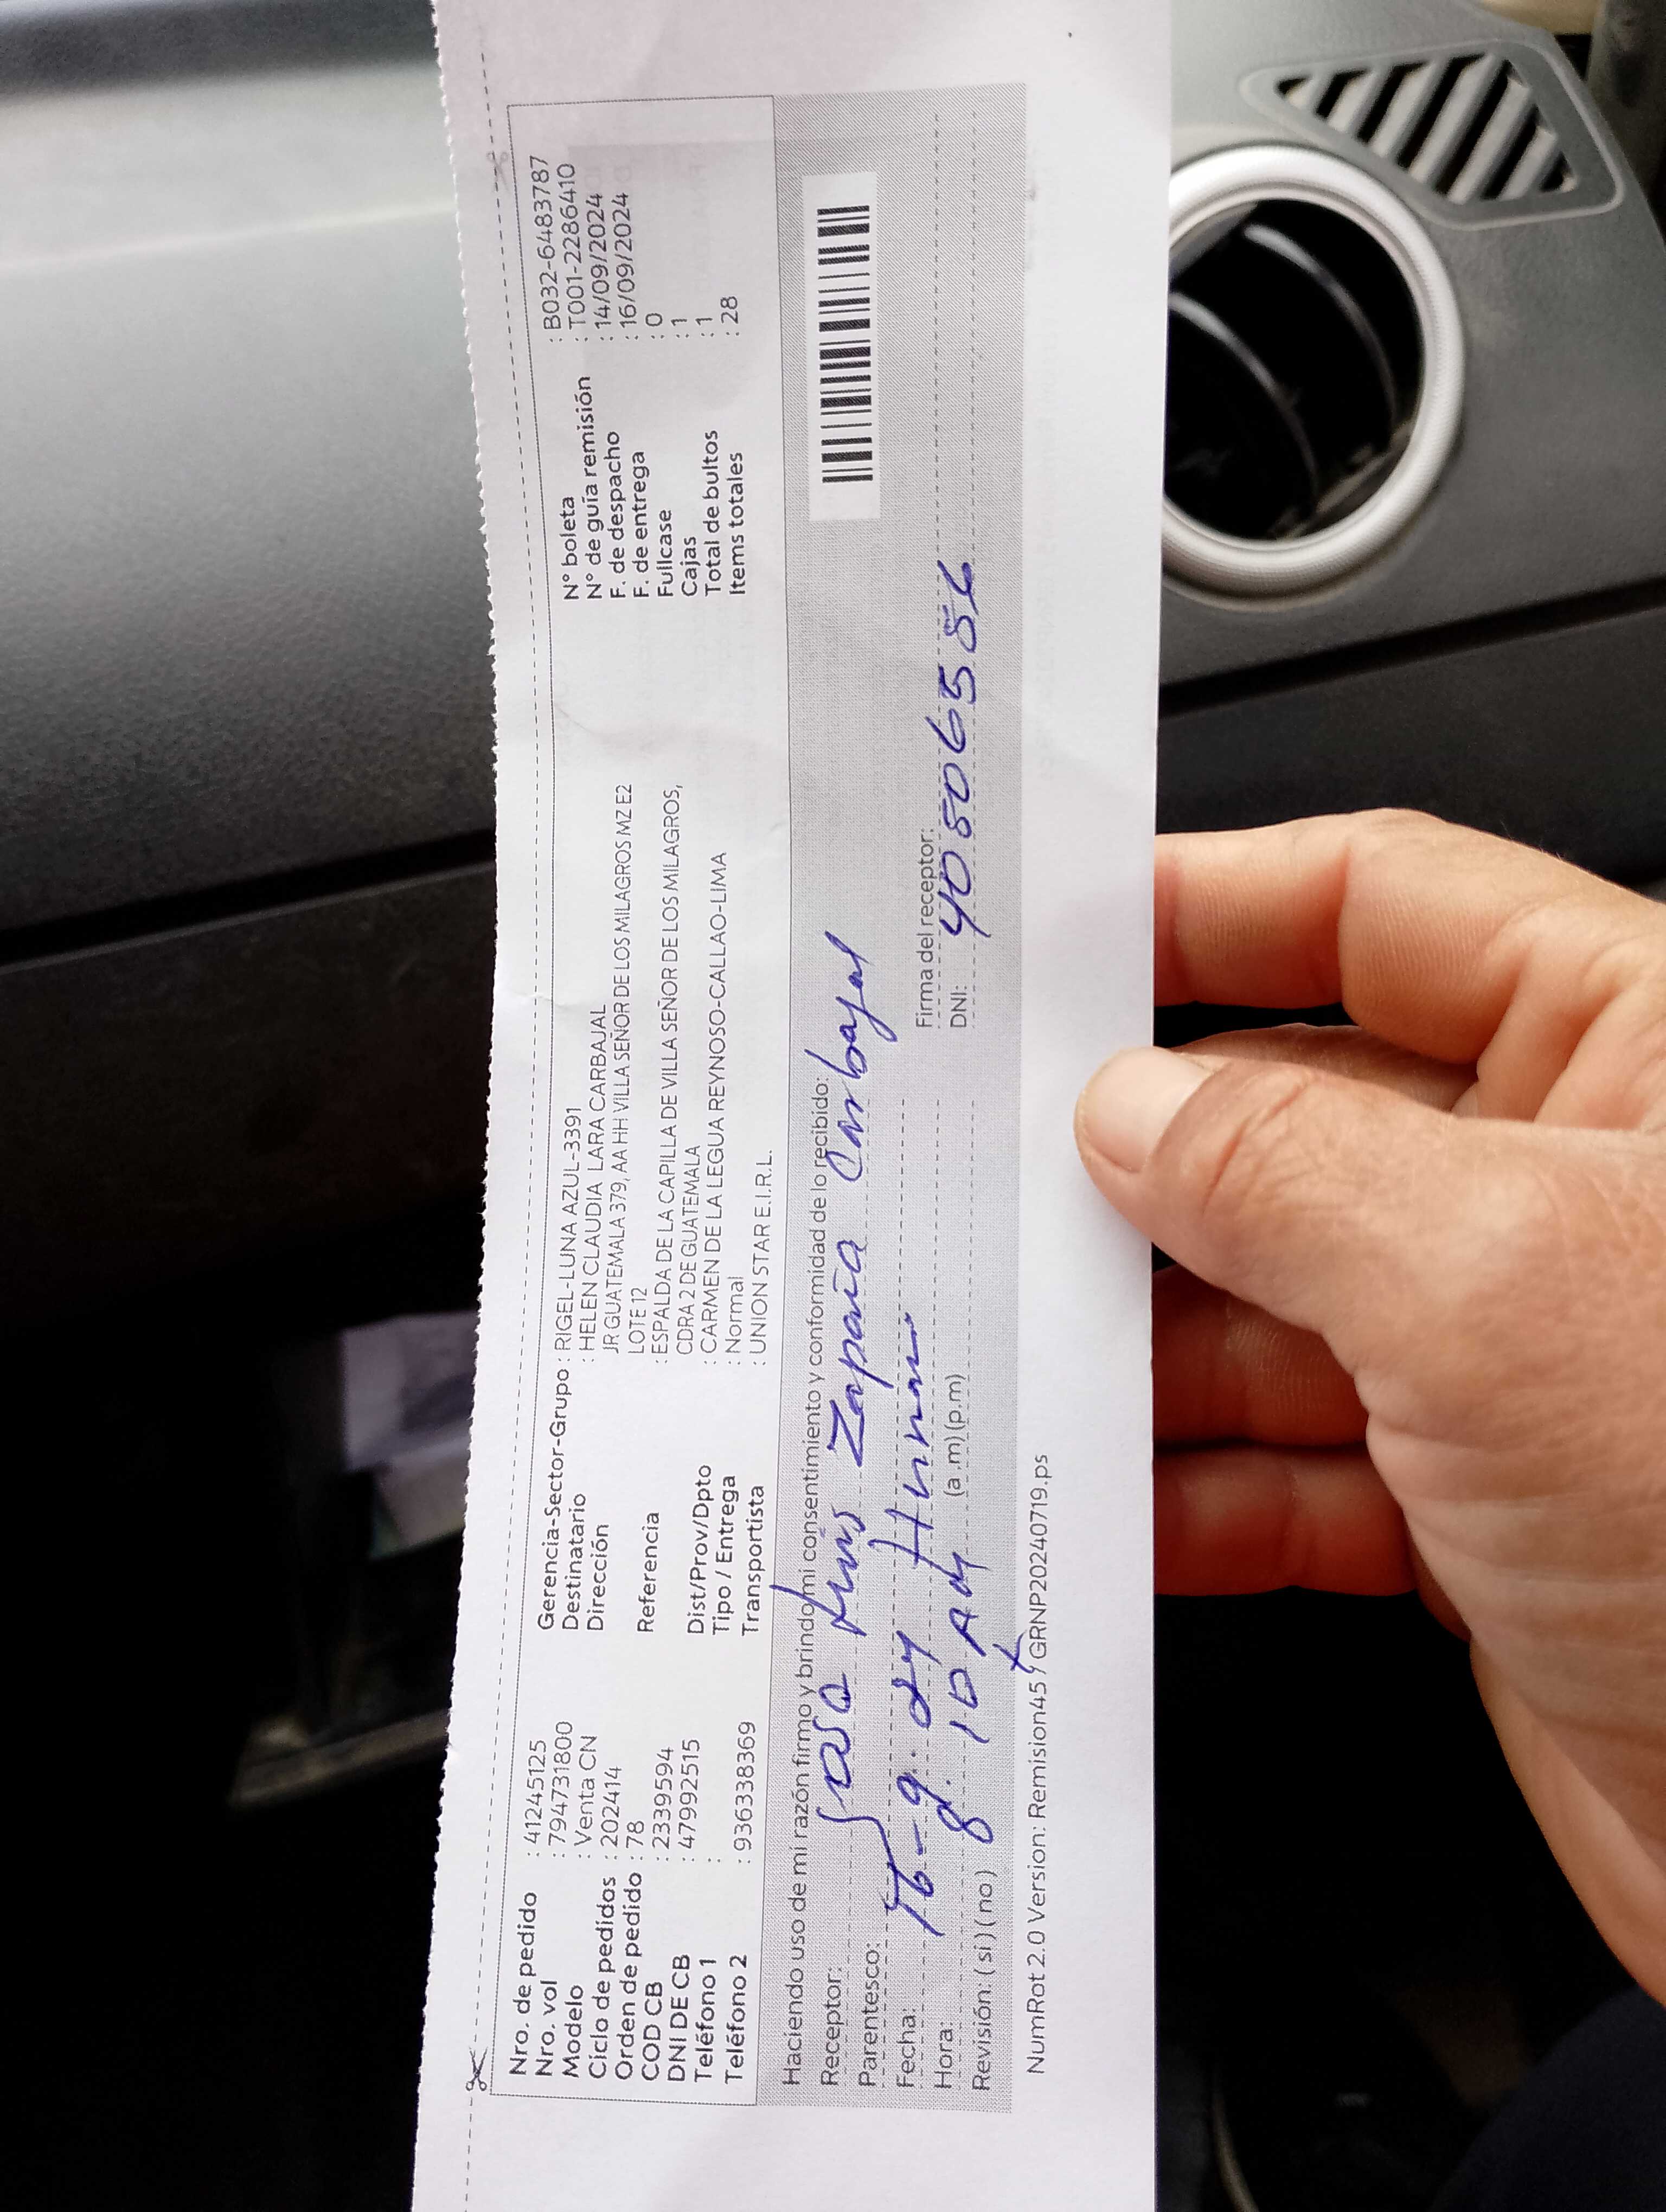 Nro. de pedido : 41245125
Nro. vol : 794731800
Modelo : Venta CN
Ciclo de pedidos : 202414
Orden de pedido : 78
COD CB : 2339594
DNI DE CB : 47992515
Teléfono 1 :
Teléfono 2 : 936338369
Gerencia-Sector-Grupo : RIGEL-LUNA AZUL-3391
Destinatario : HELEN CLAUDIA LARA CARBAJAL
Dirección JR GUATEMALA 379, AA HH VILLA SEÑOR DE LOS MILAGROS MZ E2
LOTE 12
Referencia : ESPALDA DE LA CAPILLA DE VILLA SEÑOR DE LOS MILAGROS,
CDRA 2 DE GUATEMALA
Dist/Prov/Dpto : CARMEN DE LA LEGUA REYNOSO-CALLAO-LIMA
Tipo / Entrega : Normal
Transportista : UNION STAR E.I.R.L.
N° boleta : B032-6483787
N° de guía remisión : T001-2286410
F. de despacho : 14/09/2024
F. de entrega : 16/09/2024
Fullcase : 0
Cajas : 1
Total de bultos : 1
Items totales : 28
Haciendo uso de mi razón firmo y brindo mi consentimiento y conformidad de lo recibido:
Receptor: Luis Zapata Carbajal
Parentesco:
Fecha: 16-9.
Hora: (a .m) (p.m)
Revisión: ( si ) ( no )
Firma del receptor:
DNI: 40506556
NumRot 2.0 Version: Remision45 / GRNP20240719.ps